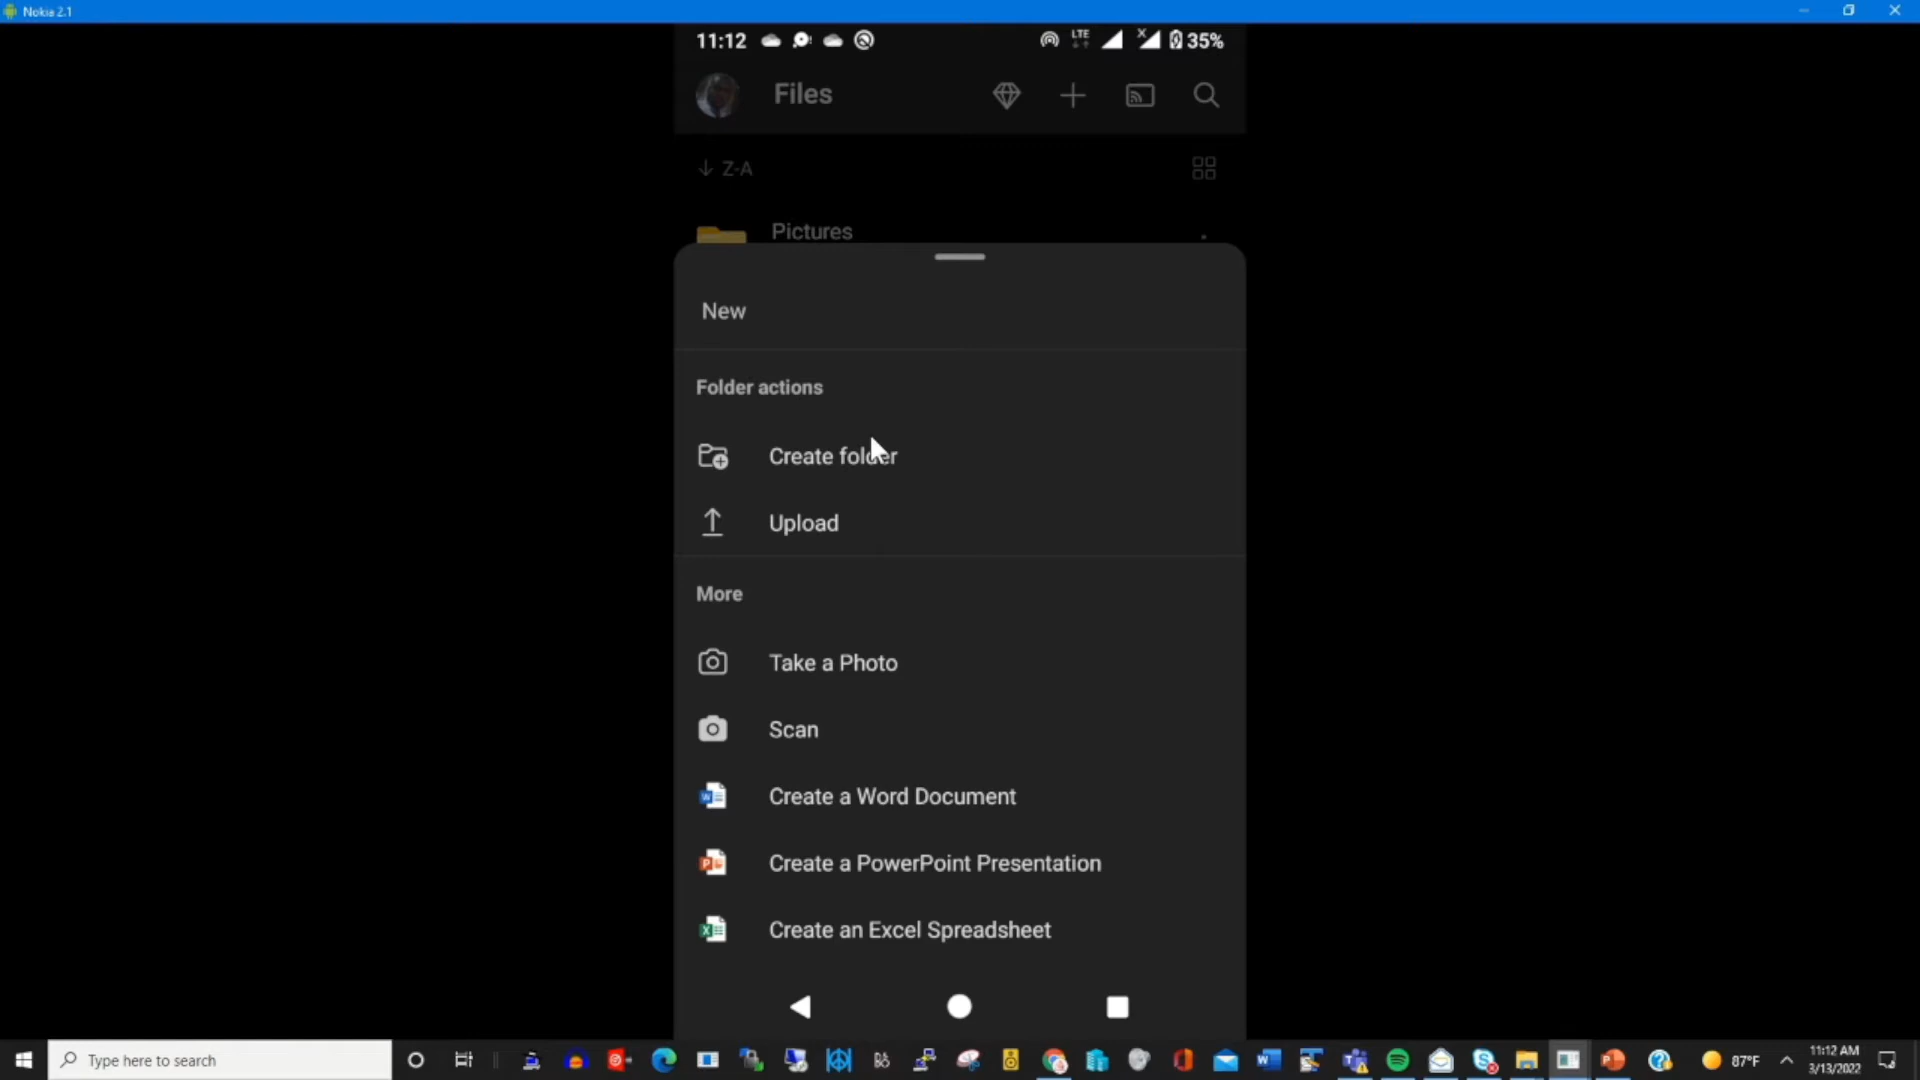 Nokia 2.1
11:12
LTE
35%
Files
Z-A
Pictures
New
Folder actions
Create folder
Upload
More
Take a Photo
Scan
Create a Word Document
Create a PowerPoint Presentation
Create an Excel Spreadsheet
Type here to search
87°F
11:12 AM
3/13/2022